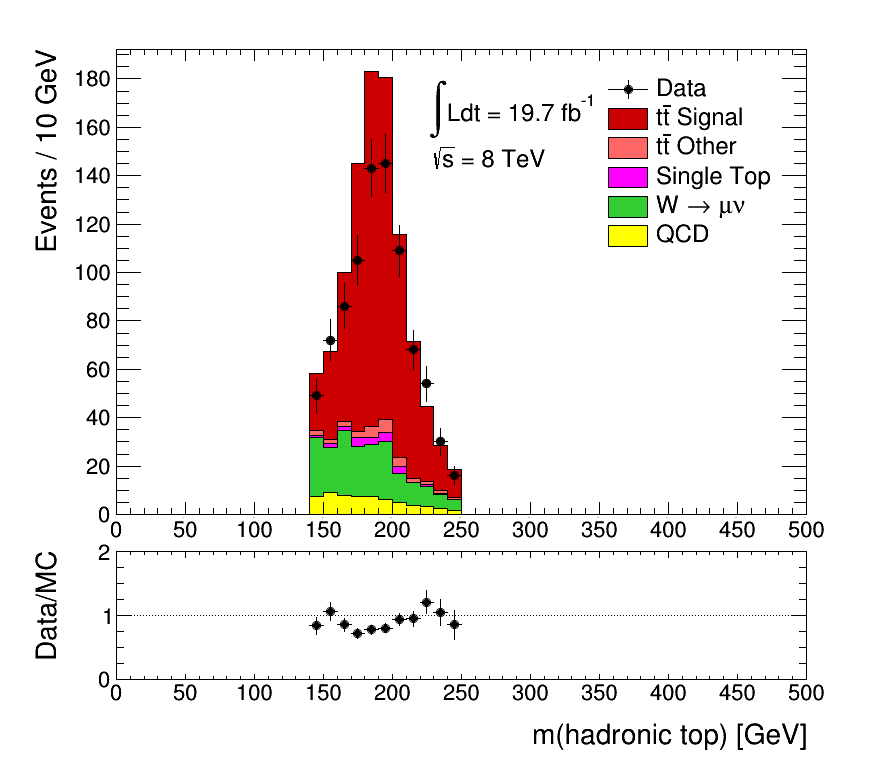 Events / 10 GeV
180
160
140
120
100
80
60
40
20
0
∫Ldt = 19.7 fb⁻¹
√s = 8 TeV
Data
tt̄ Signal
tt̄ Other
Single Top
W → μν
QCD
0 50 100 150 200 250 300 350 400 450 500
Data/MC
2
1
0
0 50 100 150 200 250 300 350 400 450 500
m(hadronic top) [GeV]